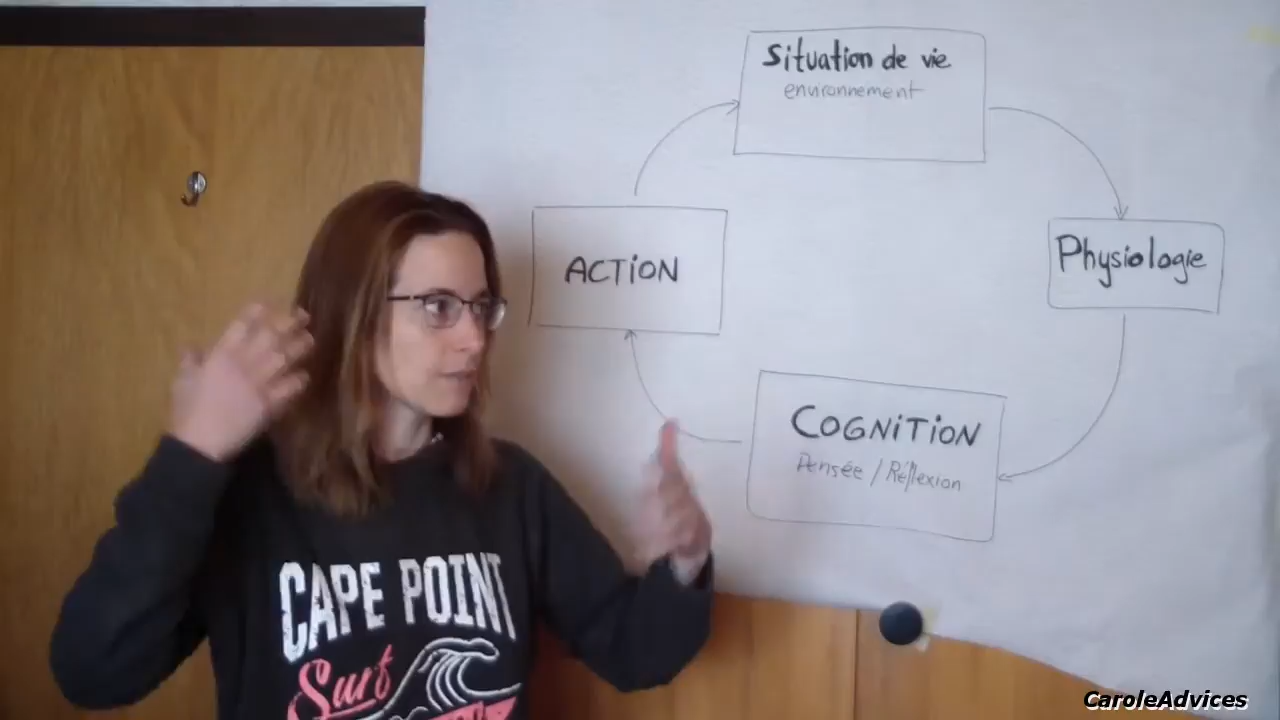 Situation de vie
environnement
ACTiON
Physiologie
COGNiTiON
Pensée / Réflexion
CAPE POINT
Surf
CaroleAdvices